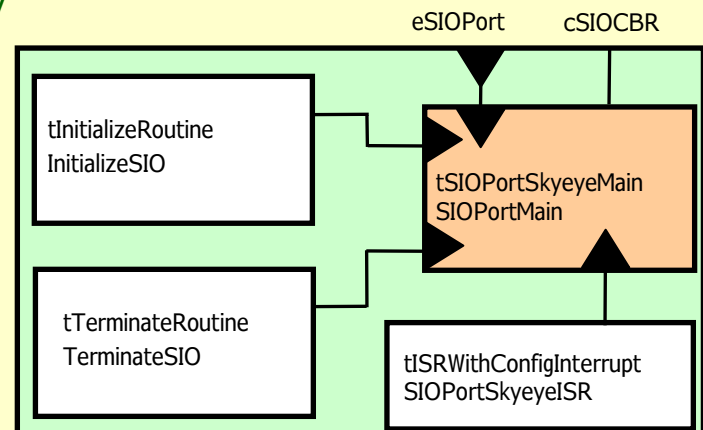 eSIOPort
cSIOCBR
tInitializeRoutine
InitializeSIO
tSIOPortSkyeyeMain
SIOPortMain
tTerminateRoutine
TerminateSIO
tISRWithConfigInterrupt
SIOPortSkyeyeISR